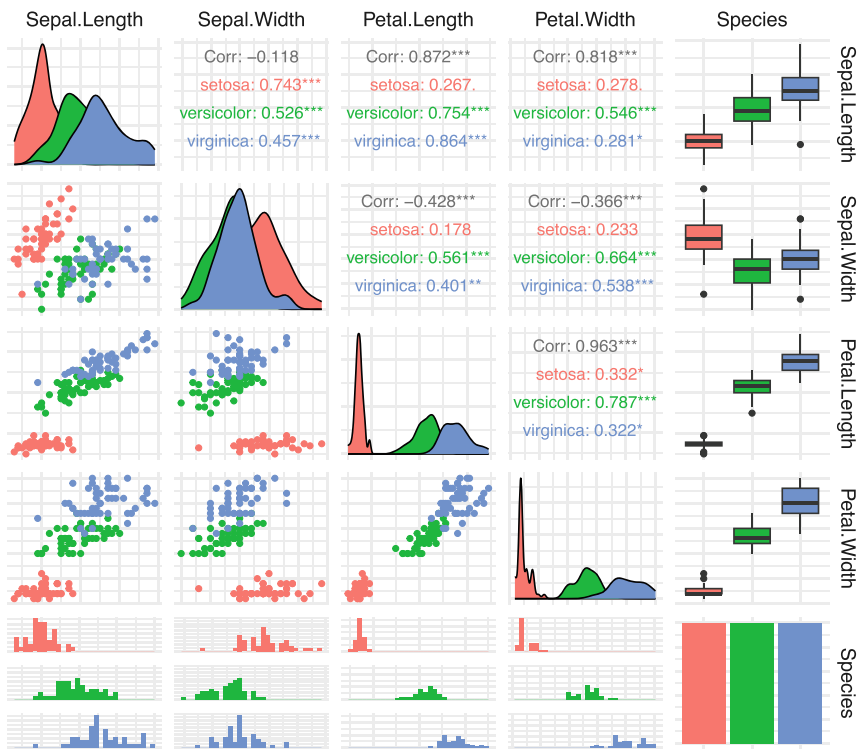 Sepal.Length Sepal.Width Petal.Length Petal.Width Species
Corr: −0.118
setosa: 0.743***
versicolor: 0.526***
virginica: 0.457***
Corr: 0.872***
setosa: 0.267.
versicolor: 0.754***
virginica: 0.864***
Corr: 0.818***
setosa: 0.278.
versicolor: 0.546***
virginica: 0.281*
Sepal.Length
Corr: −0.428***
setosa: 0.178
versicolor: 0.561***
virginica: 0.401**
Corr: −0.366***
setosa: 0.233
versicolor: 0.664***
virginica: 0.538***
Sepal.Width
Corr: 0.963***
setosa: 0.332*
versicolor: 0.787***
virginica: 0.322*
Petal.Length
Petal.Width
Species